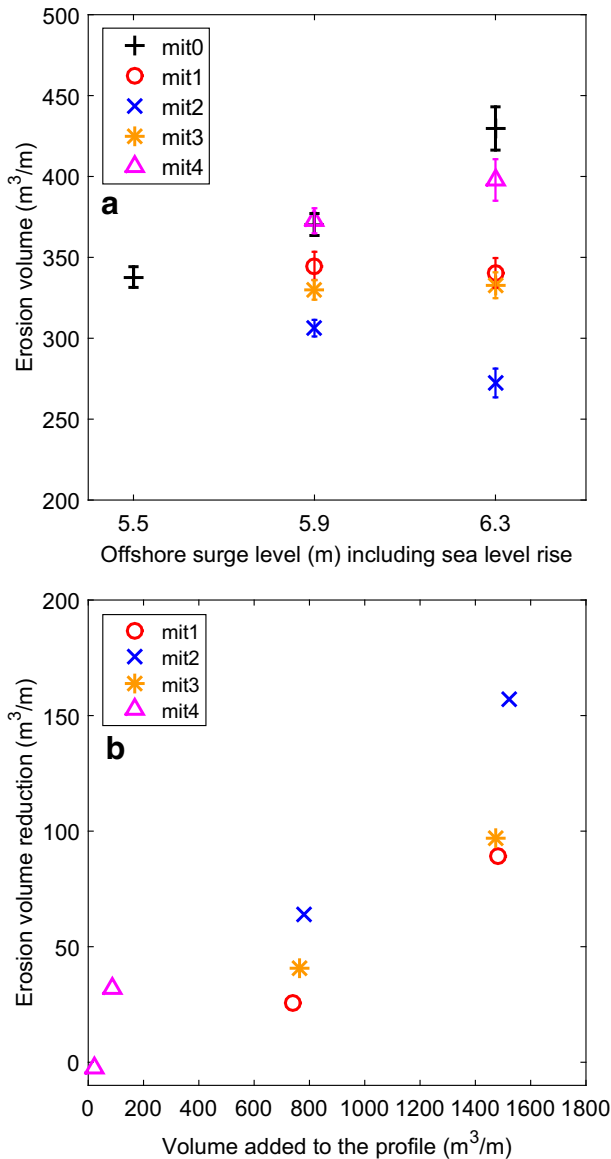 500
450
400
350
300
250
200
Erosion volume (m³/m)
mit0
mit1
mit2
mit3
mit4
a
5.5 5.9 6.3
Offshore surge level (m) including sea level rise
200
150
100
50
0
Erosion volume reduction (m³/m)
mit1
mit2
mit3
mit4
b
0 200 400 600 800 1000 1200 1400 1600 1800
Volume added to the profile (m³/m)